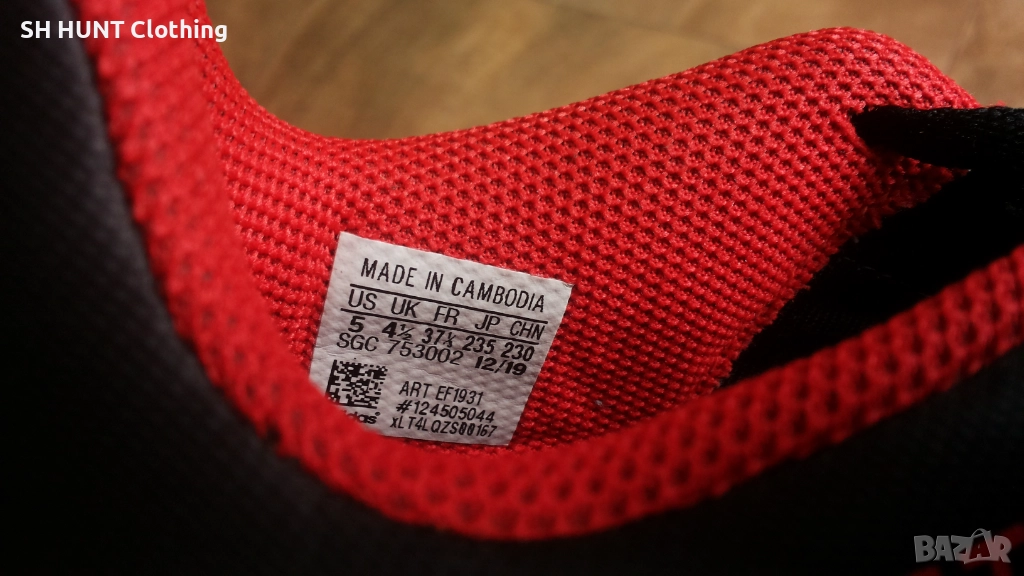 SH HUNT Clothing
MADE IN CAMBODIA
US UK FR JP CHN
5 4½ 37⅓ 235 230
SGC 753002 12/19
ART EF1931
#124505044
xLT4LQZS00167
BAZAR